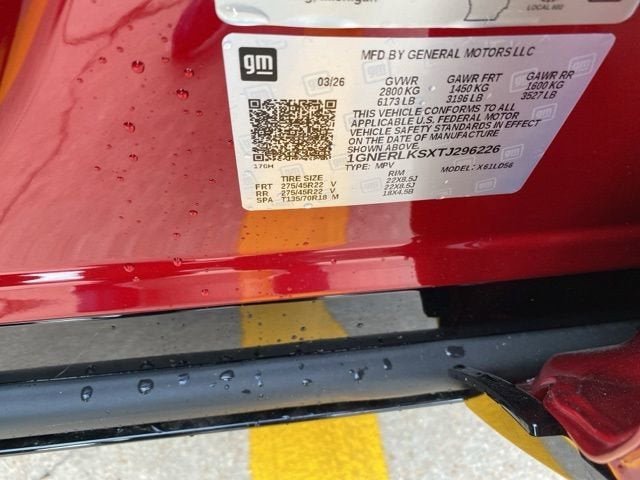 LOCAL 602
gm
MFD BY GENERAL MOTORS LLC
03/26 GVWR GAWR FRT GAWR RR
2800 KG 1450 KG 1600 KG
6173 LB 3196 LB 3527 LB
THIS VEHICLE CONFORMS TO ALL
APPLICABLE U.S. FEDERAL MOTOR
VEHICLE SAFETY STANDARDS IN EFFECT
ON THE DATE OF MANUFACTURE
SHOWN ABOVE.
1GNERLKSXTJ296226
170H TYPE: MPV MODEL: X61LD56
TIRE SIZE RIM
FRT 275/45R22 V 22X8.5J
RR 275/45R22 V 22X8.5J
SPA T135/70R18 M 18X4.5B